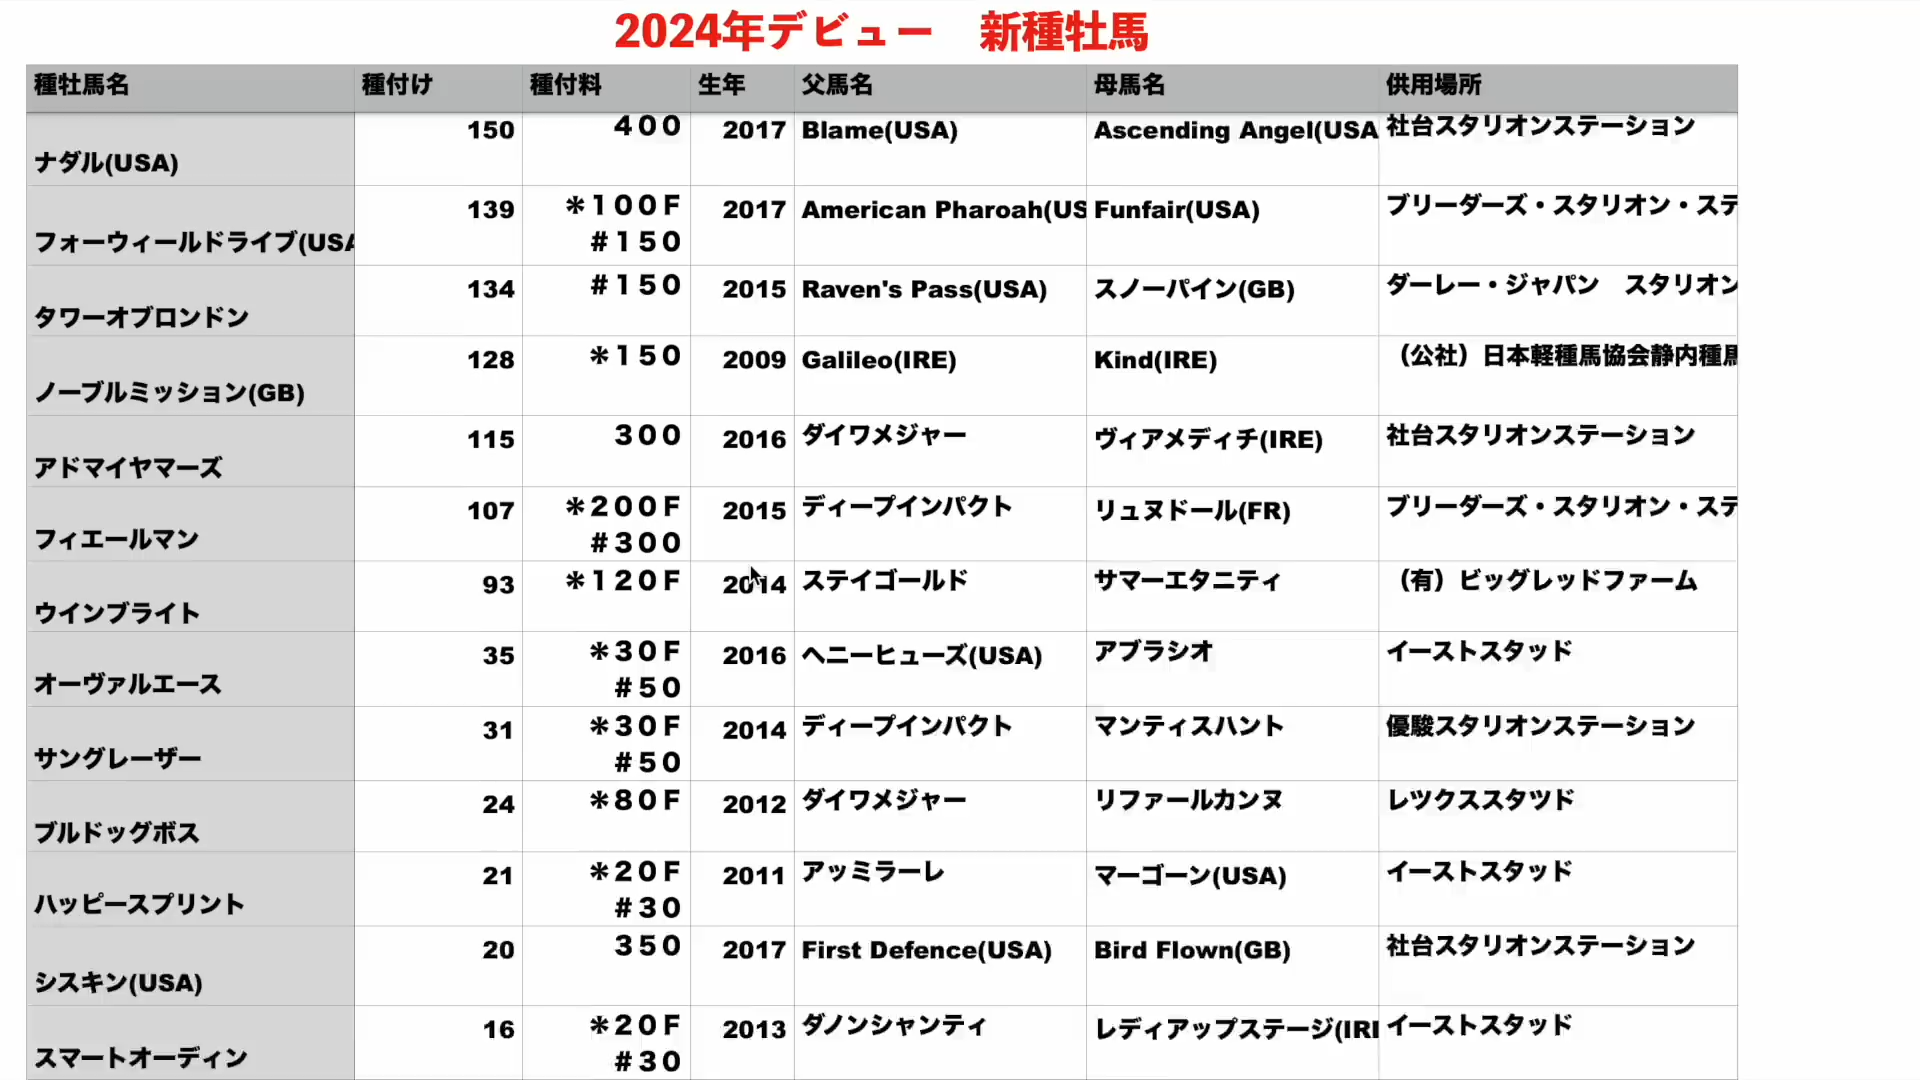 2024年デビュー　新種牡馬
種牡馬名 種付け 種付料 生年 父馬名 母馬名 供用場所
ナダル(USA) 150 400 2017 Blame(USA) Ascending Angel(USA 社台スタリオンステーション
フォーウィールドライブ(USA 139 *100F #150 2017 American Pharoah(US Funfair(USA) ブリーダーズ・スタリオン・ステ
タワーオブロンドン 134 #150 2015 Raven's Pass(USA) スノーパイン(GB) ダーレー・ジャパン　スタリオン
ノーブルミッション(GB) 128 *150 2009 Galileo(IRE) Kind(IRE) （公社）日本軽種馬協会静内種馬
アドマイヤマーズ 115 300 2016 ダイワメジャー ヴィアメディチ(IRE) 社台スタリオンステーション
フィエールマン 107 *200F #300 2015 ディープインパクト リュヌドール(FR) ブリーダーズ・スタリオン・ステ
ウインブライト 93 *120F 2014 ステイゴールド サマーエタニティ （有）ビッグレッドファーム
オーヴァルエース 35 *30F #50 2016 ヘニーヒューズ(USA) アブラシオ イーストスタッド
サングレーザー 31 *30F #50 2014 ディープインパクト マンティスハント 優駿スタリオンステーション
ブルドッグボス 24 *80F 2012 ダイワメジャー リファールカンヌ レツクススタツド
ハッピースプリント 21 *20F #30 2011 アッミラーレ マーゴーン(USA) イーストスタッド
シスキン(USA) 20 350 2017 First Defence(USA) Bird Flown(GB) 社台スタリオンステーション
スマートオーディン 16 *20F #30 2013 ダノンシャンティ レディアップステージ(IRI イーストスタッド